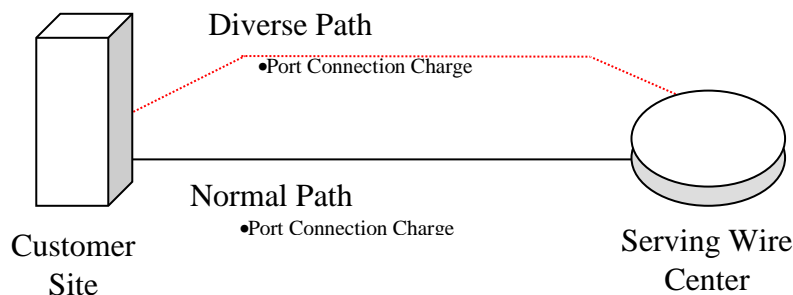 Diverse Path
•Port Connection Charge
Normal Path
•Port Connection Charge
Customer
Site
Serving Wire
Center